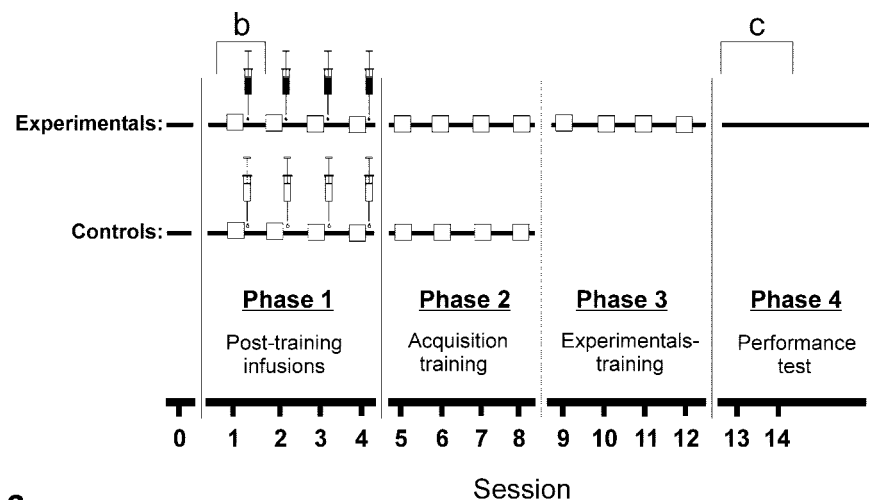 b
c
Experimentals:
Controls:
Phase 1
Phase 2
Phase 3
Phase 4
Post-training
infusions
Acquisition
training
Experimentals-
training
Performance
test
0 1 2 3 4 5 6 7 8 9 10 11 12 13 14
Session